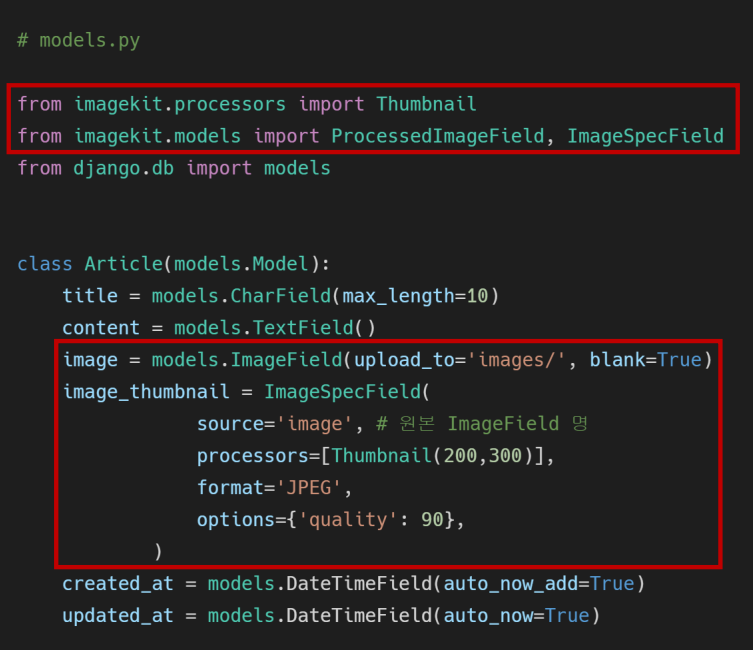 # models.py
from imagekit.processors import Thumbnail
from imagekit.models import ProcessedImageField, ImageSpecField
from django.db import models
class Article(models.Model):
title = models.CharField(max_length=10)
content = models.TextField()
image = models.ImageField(upload_to='images/', blank=True)
image_thumbnail = ImageSpecField(
source='image', # 원본 ImageField 명
processors=[Thumbnail(200,300)],
format='JPEG',
options={'quality': 90},
)
created_at = models.DateTimeField(auto_now_add=True)
updated_at = models.DateTimeField(auto_now=True)